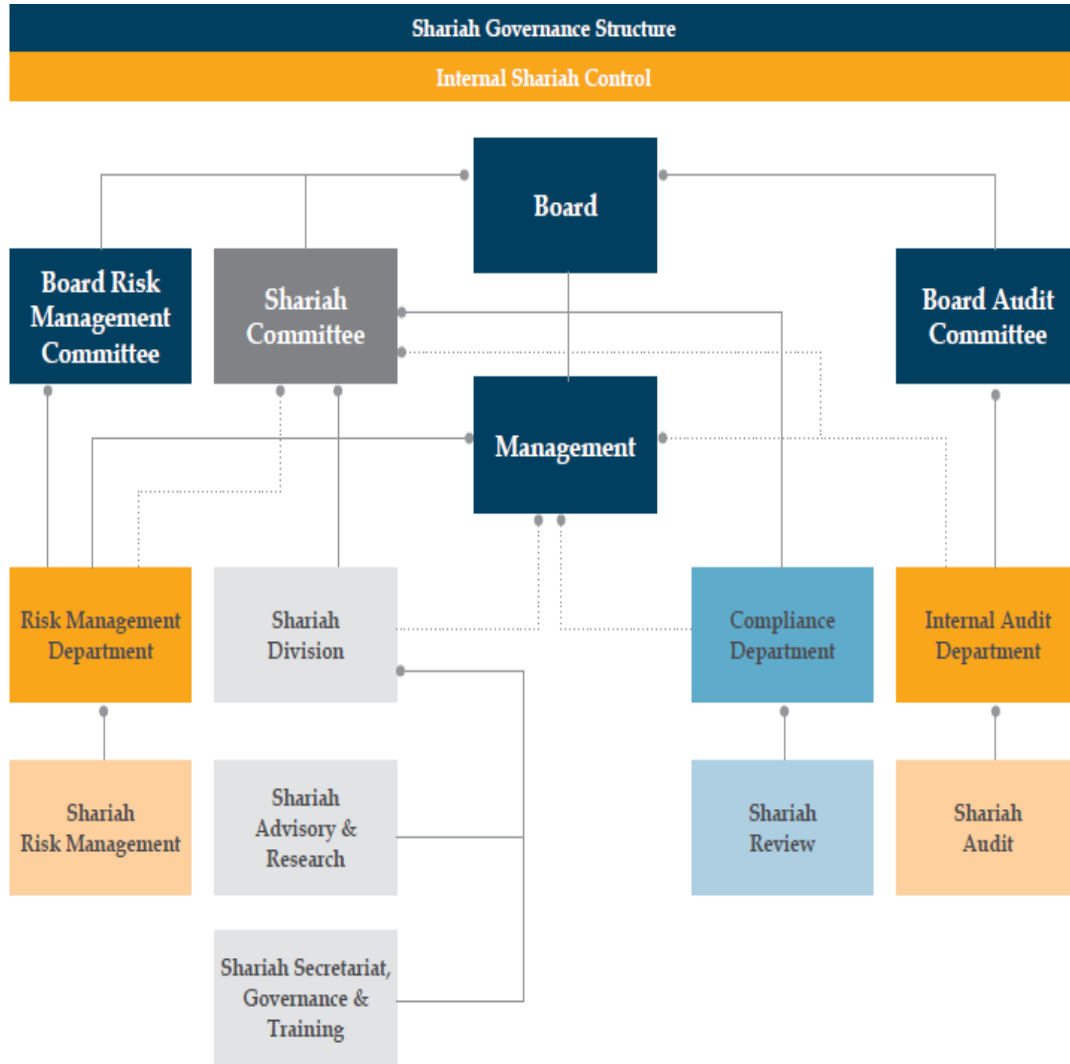 Shariah Governance Structure
Internal Shariah Control
Board
Board Risk
Management
Committee
Shariah
Committee
Board Audit
Committee
Management
Risk Management
Department
Shariah
Division
Compliance
Department
Internal Audit
Department
Shariah
Risk Management
Shariah
Advisory &
Research
Shariah
Review
Shariah
Audit
Shariah Secretariat,
Governance &
Training